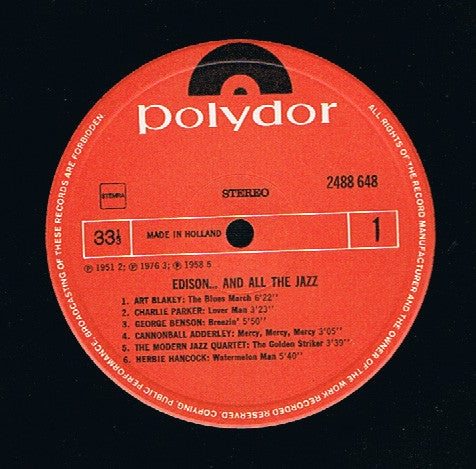 polydor
STEMRA
STEREO
2488 648
33⅓
MADE IN HOLLAND
1
℗ 1951 2; ℗ 1976 3; ℗ 1958 6
EDISON... AND ALL THE JAZZ
1. ART BLAKEY: The Blues March 6'22"
2. CHARLIE PARKER: Lover Man 3'23"
3. GEORGE BENSON: Breezin' 5'50"
4. CANNONBALL ADDERLEY: Mercy, Mercy, Mercy 3'05"
5. THE MODERN JAZZ QUARTET: The Golden Striker 3'39"
6. HERBIE HANCOCK: Watermelon Man 5'40"
ALL RIGHTS OF THE RECORD MANUFACTURER AND THE OWNER OF THE WORK RECORDED RESERVED. COPYING, PUBLIC PERFORMANCE, BROADCASTING OF THESE RECORDS ARE FORBIDDEN